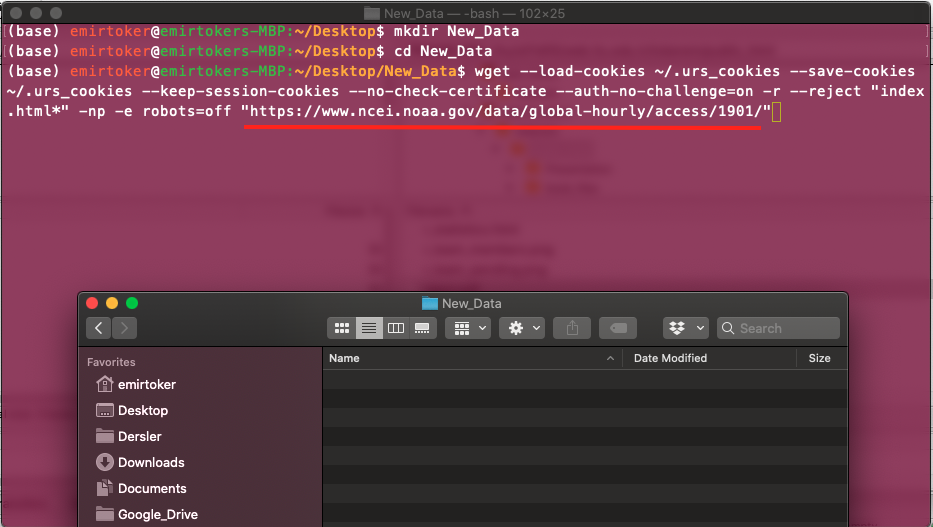 New_Data — -bash — 102×25
(base) emirtoker@emirtokers-MBP:~/Desktop$ mkdir New_Data
(base) emirtoker@emirtokers-MBP:~/Desktop$ cd New_Data
(base) emirtoker@emirtokers-MBP:~/Desktop/New_Data$ wget --load-cookies ~/.urs_cookies --save-cookies
~/.urs_cookies --keep-session-cookies --no-check-certificate --auth-no-challenge=on -r --reject "index
.html*" -np -e robots=off "https://www.ncei.noaa.gov/data/global-hourly/access/1901/"
New_Data
Search
Favorites
Name Date Modified Size
emirtoker
Desktop
Dersler
Downloads
Documents
Google_Drive